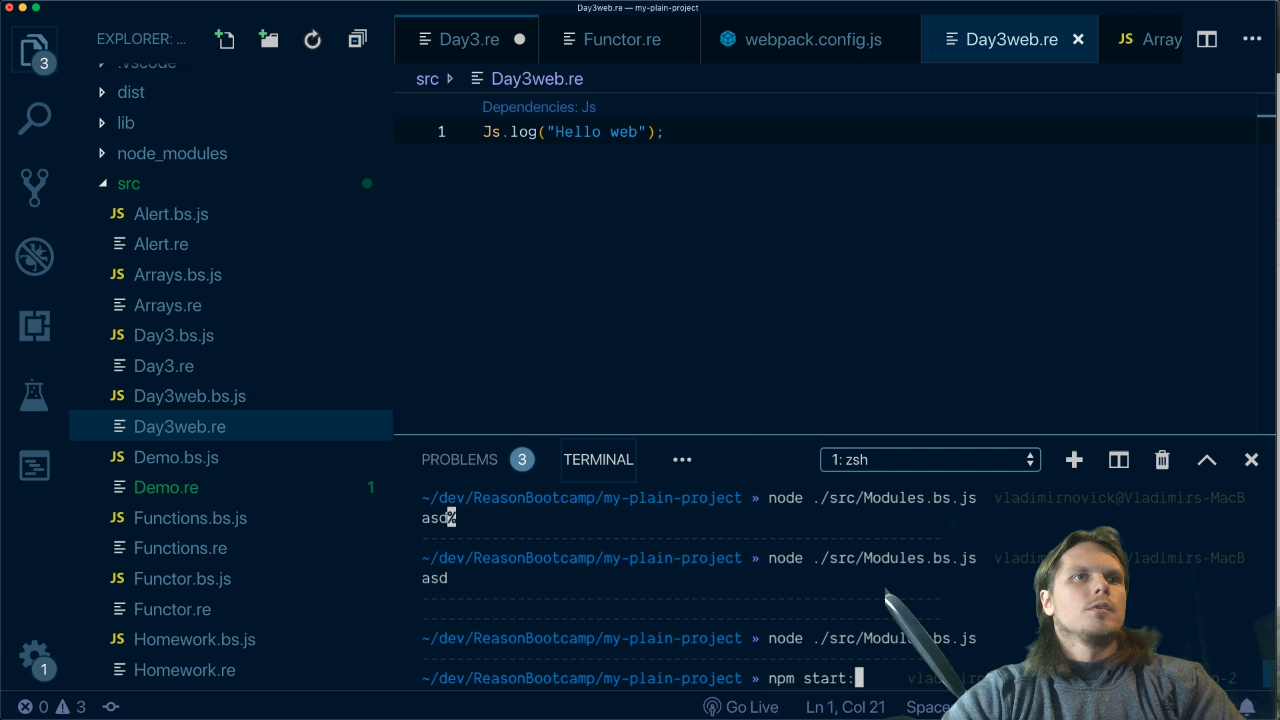 Day3web.re — my-plain-project
EXPLORER: ...
Day3.re
Functor.re
webpack.config.js
Day3web.re
JS Array
3
src
Day3web.re
.vscode
dist
lib
node_modules
src
JS Alert.bs.js
Alert.re
JS Arrays.bs.js
Arrays.re
JS Day3.bs.js
Day3.re
JS Day3web.bs.js
Day3web.re
JS Demo.bs.js
Demo.re 1
JS Functions.bs.js
Functions.re
JS Functor.bs.js
Functor.re
JS Homework.bs.js
Homework.re
1
Dependencies: Js
1 Js.log("Hello web");
PROBLEMS 3 TERMINAL ... 1: zsh
~/dev/ReasonBootcamp/my-plain-project » node ./src/Modules.bs.js vladimirnovick@Vladimirs-MacB
asd%
~/dev/ReasonBootcamp/my-plain-project » node ./src/Modules.bs.js
asd
~/dev/ReasonBootcamp/my-plain-project » node ./src/Modules.bs.js
~/dev/ReasonBootcamp/my-plain-project » npm start:
0 3
Go Live
Ln 1, Col 21